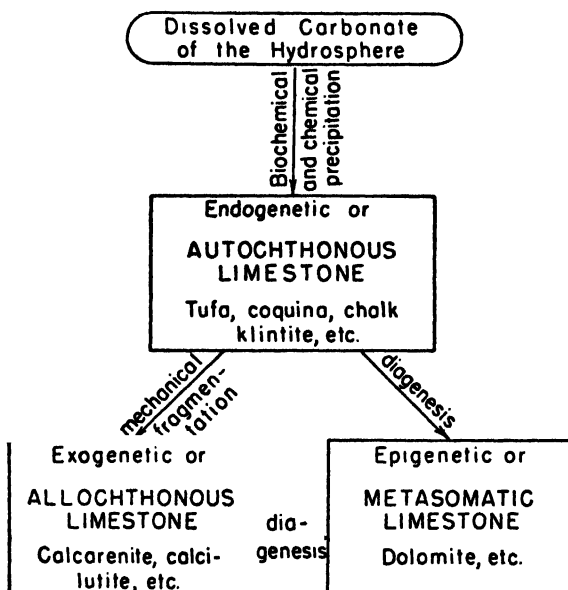 Dissolved Carbonate
of the Hydrosphere
Biochemical
and chemical
precipitation
Endogenetic or
AUTOCHTHONOUS
LIMESTONE
Tufa, coquina, chalk
klintite, etc.
mechanical
fragmen-
tation
diagenesis
Exogenetic or
ALLOCHTHONOUS
LIMESTONE
Calcarenite, calci-
lutite, etc.
dia-
genesis
Epigenetic or
METASOMATIC
LIMESTONE
Dolomite, etc.